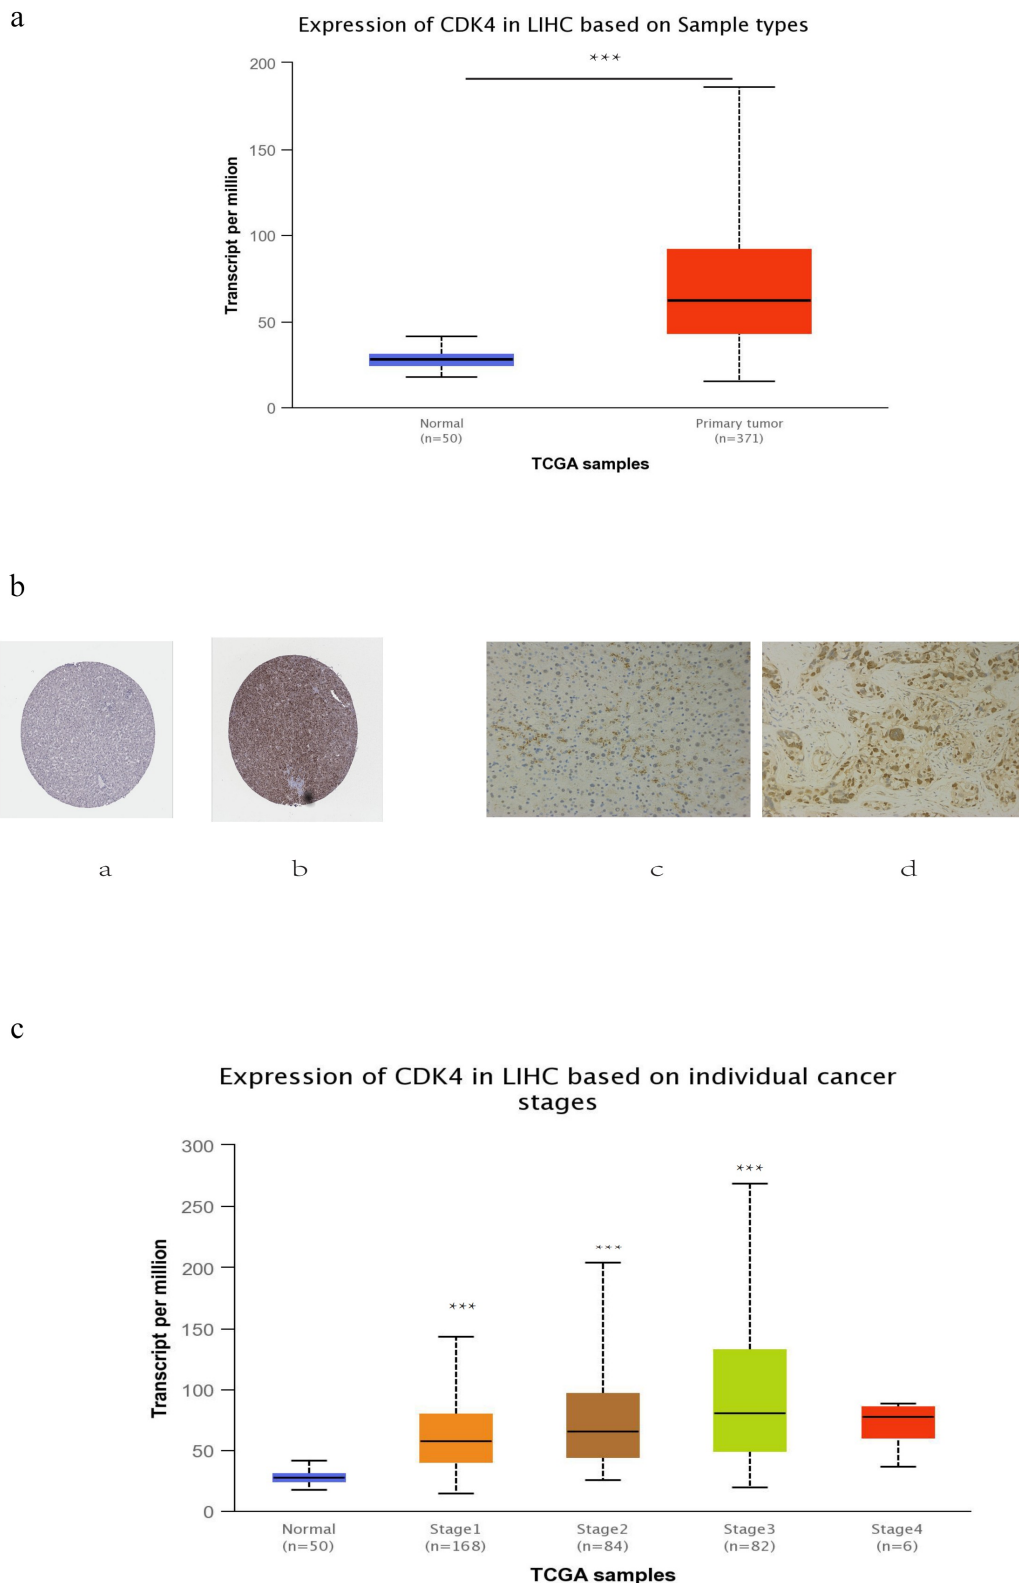 a
Expression of CDK4 in LIHC based on Sample types
***
200
150
100
50
0
Transcript per million
Normal
(n=50)
Primary tumor
(n=371)
TCGA samples
b
a
b
c
d
c
Expression of CDK4 in LIHC based on individual cancer
stages
***
***
***
300
250
200
150
100
50
0
Transcript per million
Normal
(n=50)
Stage1
(n=168)
Stage2
(n=84)
Stage3
(n=82)
Stage4
(n=6)
TCGA samples